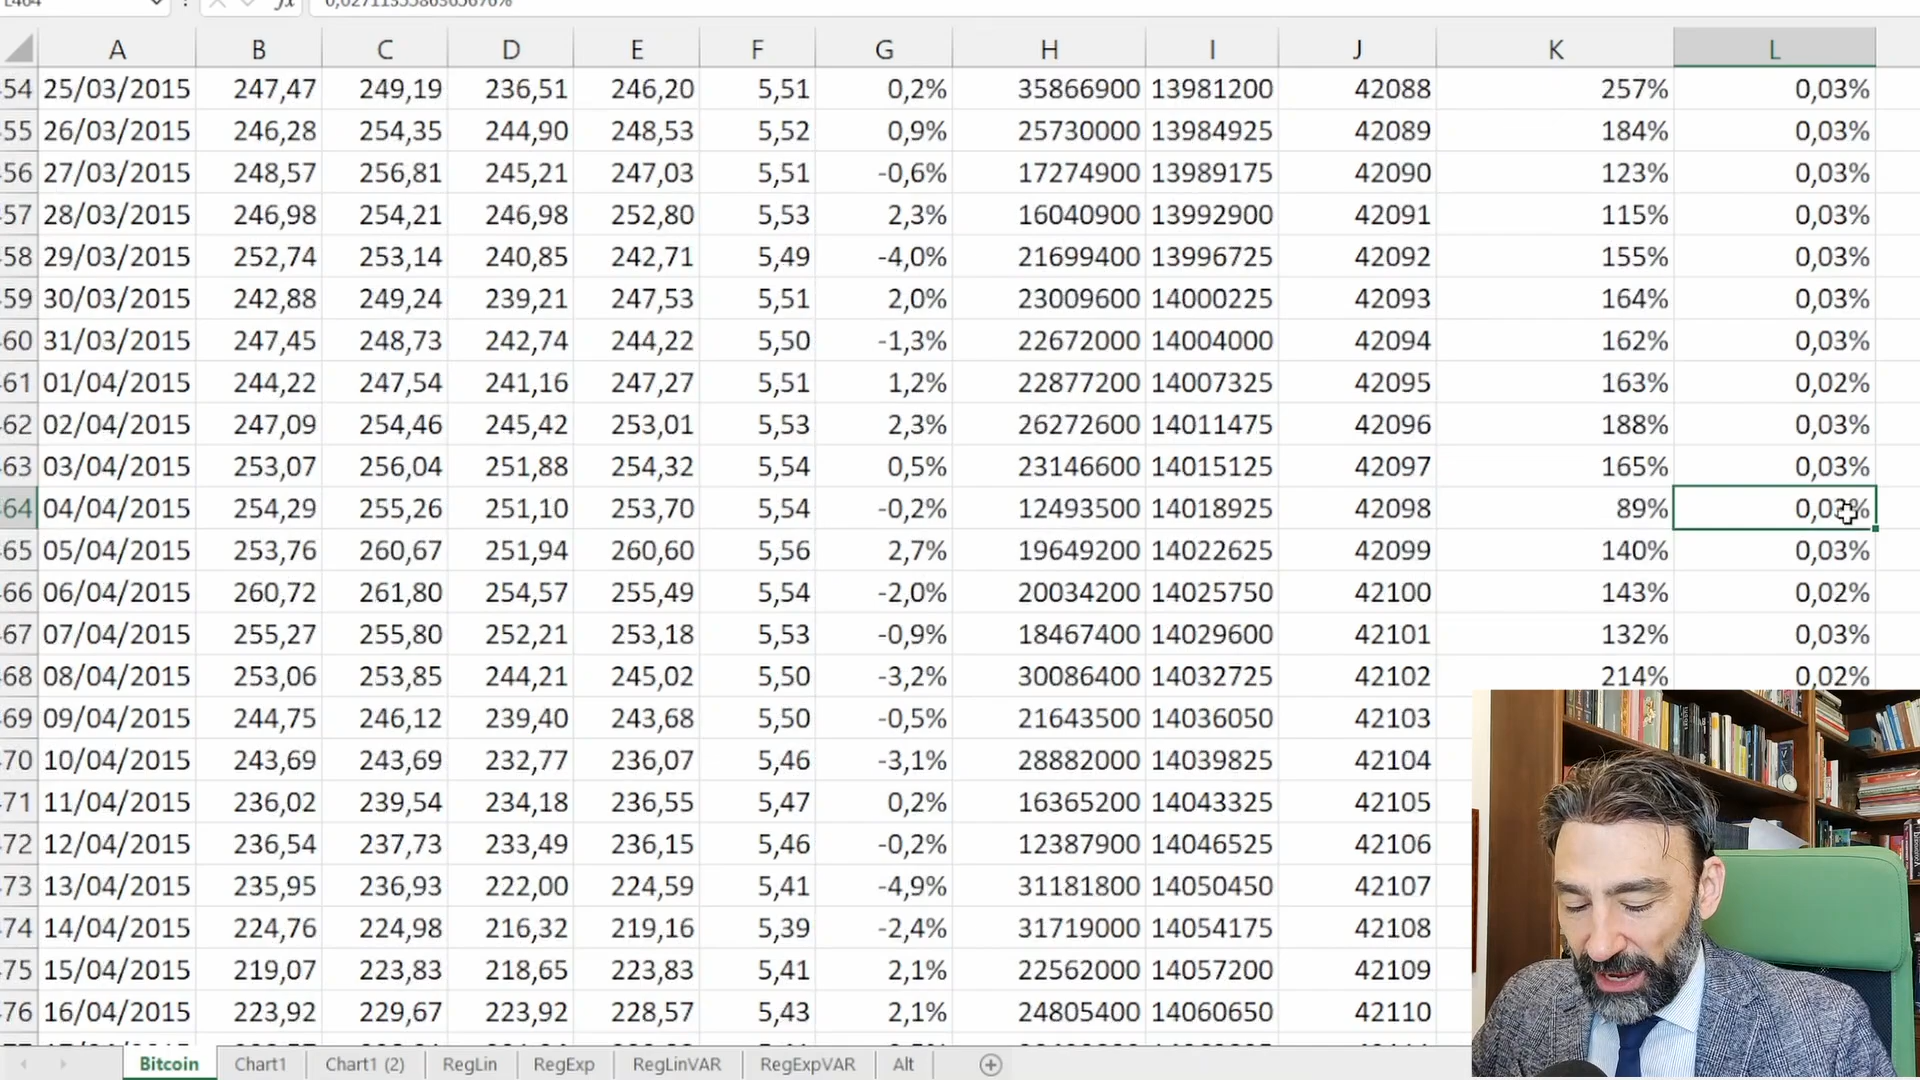 L464 fx 0,0271135586365676%
A B C D E F G H I J K L
54 25/03/2015 247,47 249,19 236,51 246,20 5,51 0,2% 35866900 13981200 42088 257% 0,03%
55 26/03/2015 246,28 254,35 244,90 248,53 5,52 0,9% 25730000 13984925 42089 184% 0,03%
56 27/03/2015 248,57 256,81 245,21 247,03 5,51 -0,6% 17274900 13989175 42090 123% 0,03%
57 28/03/2015 246,98 254,21 246,98 252,80 5,53 2,3% 16040900 13992900 42091 115% 0,03%
58 29/03/2015 252,74 253,14 240,85 242,71 5,49 -4,0% 21699400 13996725 42092 155% 0,03%
59 30/03/2015 242,88 249,24 239,21 247,53 5,51 2,0% 23009600 14000225 42093 164% 0,03%
60 31/03/2015 247,45 248,73 242,74 244,22 5,50 -1,3% 22672000 14004000 42094 162% 0,03%
61 01/04/2015 244,22 247,54 241,16 247,27 5,51 1,2% 22877200 14007325 42095 163% 0,02%
62 02/04/2015 247,09 254,46 245,42 253,01 5,53 2,3% 26272600 14011475 42096 188% 0,03%
63 03/04/2015 253,07 256,04 251,88 254,32 5,54 0,5% 23146600 14015125 42097 165% 0,03%
64 04/04/2015 254,29 255,26 251,10 253,70 5,54 -0,2% 12493500 14018925 42098 89% 0,03%
65 05/04/2015 253,76 260,67 251,94 260,60 5,56 2,7% 19649200 14022625 42099 140% 0,03%
66 06/04/2015 260,72 261,80 254,57 255,49 5,54 -2,0% 20034200 14025750 42100 143% 0,02%
67 07/04/2015 255,27 255,80 252,21 253,18 5,53 -0,9% 18467400 14029600 42101 132% 0,03%
68 08/04/2015 253,06 253,85 244,21 245,02 5,50 -3,2% 30086400 14032725 42102 214% 0,02%
69 09/04/2015 244,75 246,12 239,40 243,68 5,50 -0,5% 21643500 14036050 42103
70 10/04/2015 243,69 243,69 232,77 236,07 5,46 -3,1% 28882000 14039825 42104
71 11/04/2015 236,02 239,54 234,18 236,55 5,47 0,2% 16365200 14043325 42105
72 12/04/2015 236,54 237,73 233,49 236,15 5,46 -0,2% 12387900 14046525 42106
73 13/04/2015 235,95 236,93 222,00 224,59 5,41 -4,9% 31181800 14050450 42107
74 14/04/2015 224,76 224,98 216,32 219,16 5,39 -2,4% 31719000 14054175 42108
75 15/04/2015 219,07 223,83 218,65 223,83 5,41 2,1% 22562000 14057200 42109
76 16/04/2015 223,92 229,67 223,92 228,57 5,43 2,1% 24805400 14060650 42110
Bitcoin Chart1 Chart1 (2) RegLin RegExp RegLinVAR RegExpVAR Alt